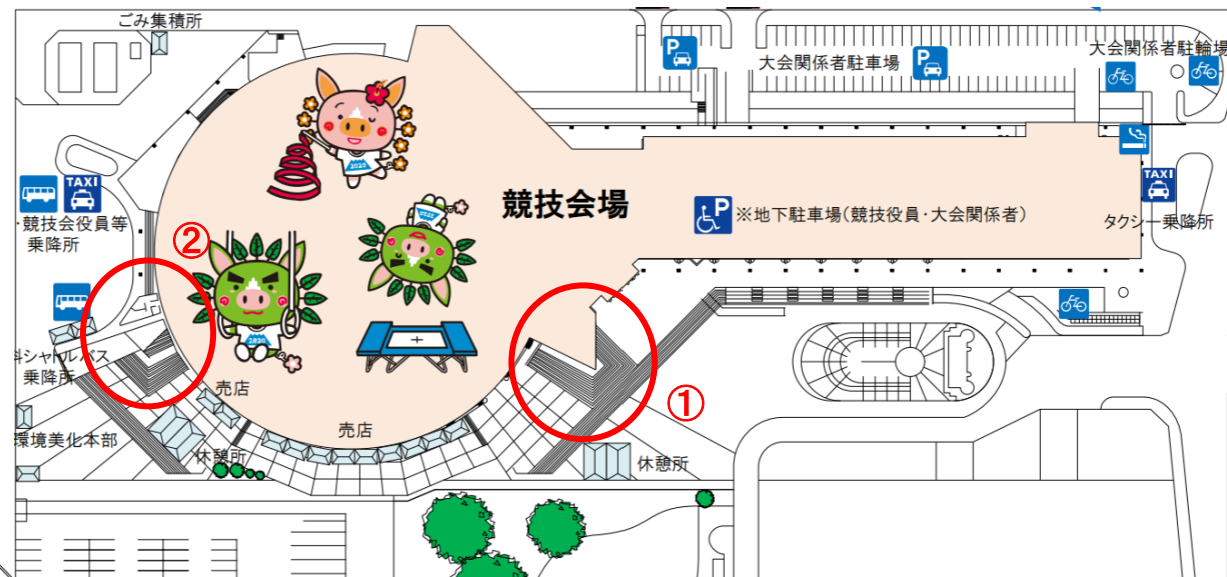 ごみ集積所
P
大会関係者駐車場
P
大会関係者駐輪場
2020
競技会場
P
※地下駐車場(競技役員・大会関係者)
TAXI
TAXI
・競技会役員等
乗降所
タクシー乗降所
②
2020
2020
シャトルバス
乗降所
売店
売店
①
環境美化本部
休憩所
休憩所